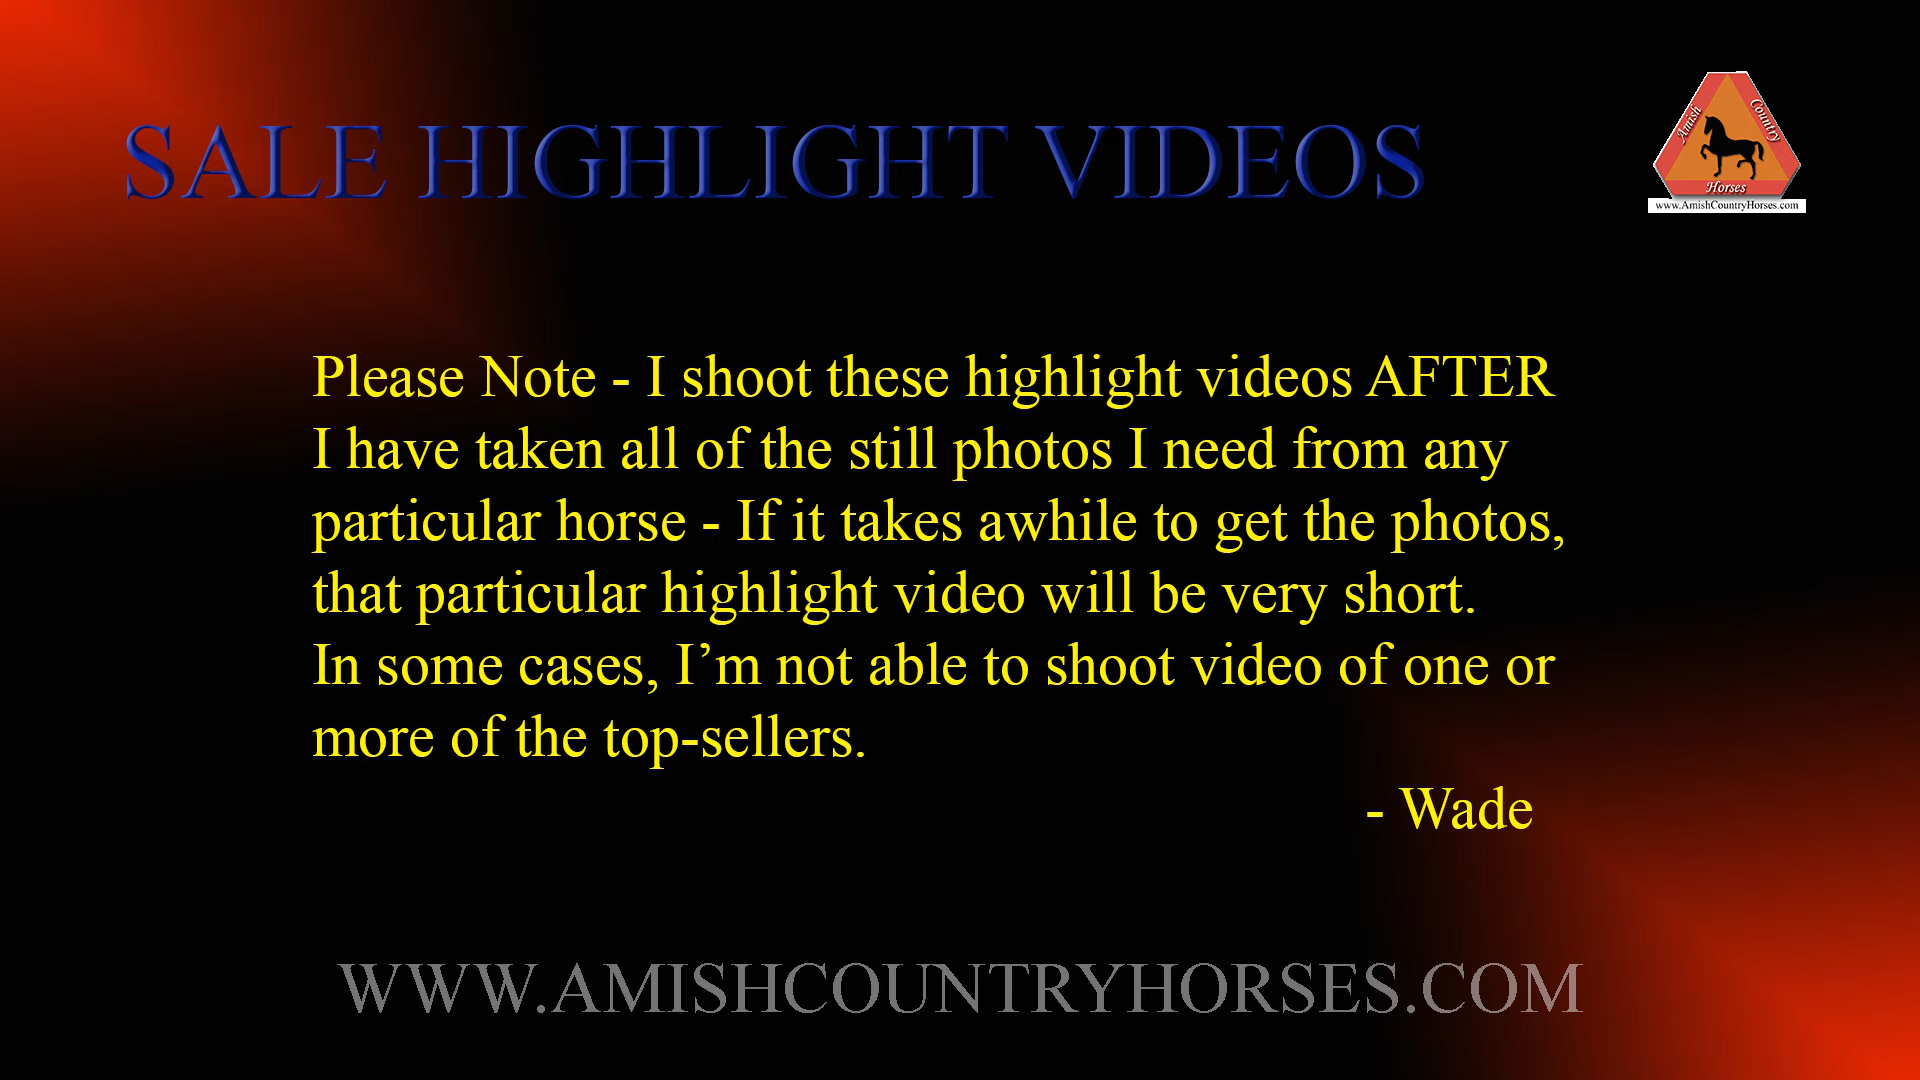 SALE HIGHLIGHT VIDEOS
Amish Country
Horses
www.AmishCountryHorses.com
Please Note - I shoot these highlight videos AFTER
I have taken all of the still photos I need from any
particular horse - If it takes awhile to get the photos,
that particular highlight video will be very short.
In some cases, I’m not able to shoot video of one or
more of the top-sellers.
- Wade
WWW.AMISHCOUNTRYHORSES.COM